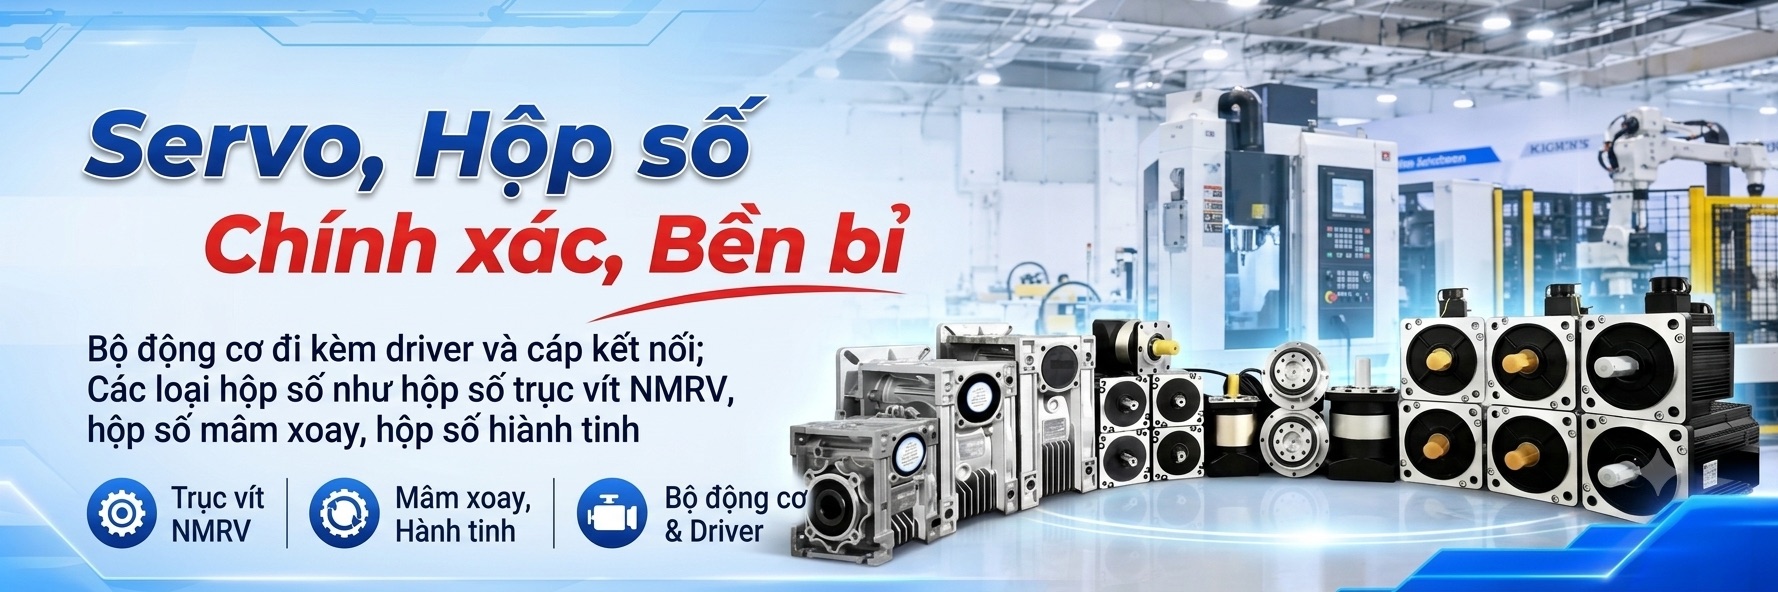 Servo, Hộp số
Chính xác, Bền bỉ
Bộ động cơ đi kèm driver và cáp kết nối;
Các loại hộp số như hộp số trục vít NMRV,
hộp số mâm xoay, hộp số hiành tinh
Trục vít
NMRV
Mâm xoay,
Hành tinh
Bộ động cơ
& Driver